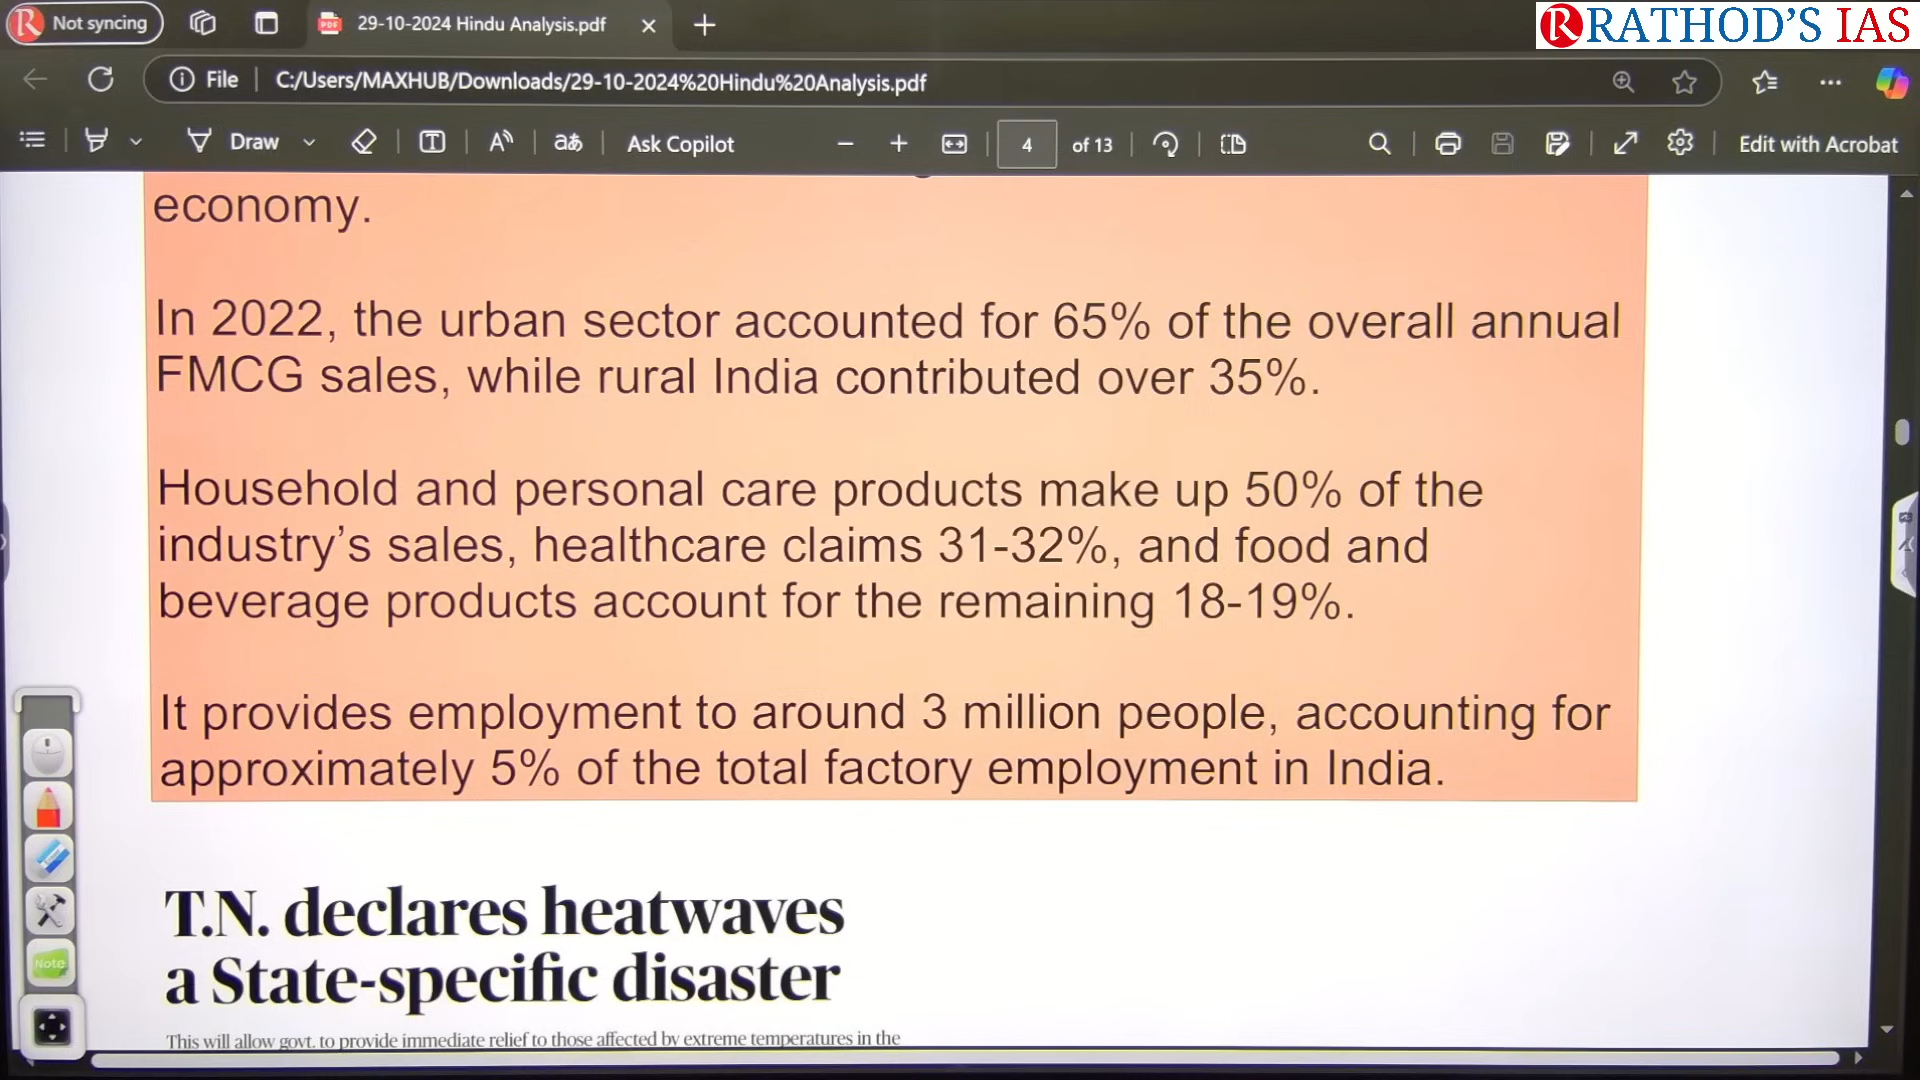 R Not syncing
29-10-2024 Hindu Analysis.pdf
RATHOD'S IAS
File
C:/Users/MAXHUB/Downloads/29-10-2024%20Hindu%20Analysis.pdf
Draw
Ask Copilot
4 of 13
Edit with Acrobat
economy.
In 2022, the urban sector accounted for 65% of the overall annual
FMCG sales, while rural India contributed over 35%.
Household and personal care products make up 50% of the
industry's sales, healthcare claims 31-32%, and food and
beverage products account for the remaining 18-19%.
It provides employment to around 3 million people, accounting for
approximately 5% of the total factory employment in India.
T.N. declares heatwaves
a State-specific disaster
This will allow govt. to provide immediate relief to those affected by extreme temperatures in the
Note